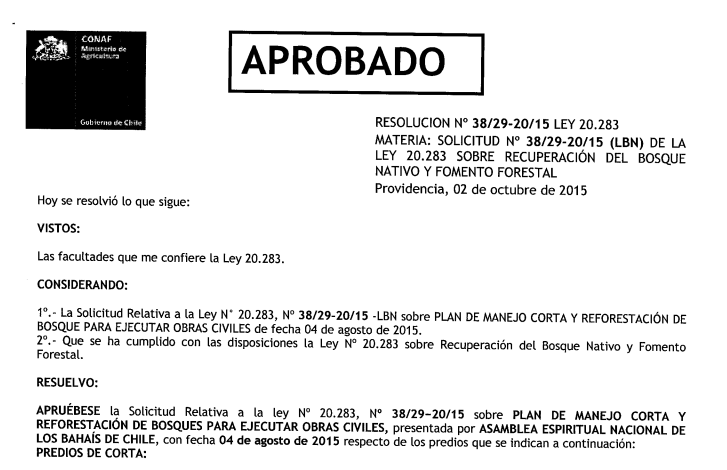 CONAF
Ministerio de
Agricultura
Gobierno de Chile
APROBADO
RESOLUCION Nº 38/29-20/15 LEY 20.283
MATERIA: SOLICITUD Nº 38/29-20/15 (LBN) DE LA
LEY 20.283 SOBRE RECUPERACIÓN DEL BOSQUE
NATIVO Y FOMENTO FORESTAL
Providencia, 02 de octubre de 2015
Hoy se resolvió lo que sigue:
VISTOS:
Las facultades que me confiere la Ley 20.283.
CONSIDERANDO:
1º.- La Solicitud Relativa a la Ley N° 20.283, Nº 38/29-20/15 -LBN sobre PLAN DE MANEJO CORTA Y REFORESTACIÓN DE
BOSQUE PARA EJECUTAR OBRAS CIVILES de fecha 04 de agosto de 2015.
2º.- Que se ha cumplido con las disposiciones la Ley Nº 20.283 sobre Recuperación del Bosque Nativo y Fomento
Forestal.
RESUELVO:
APRUÉBESE la Solicitud Relativa a la ley Nº 20.283, Nº 38/29-20/15 sobre PLAN DE MANEJO CORTA Y
REFORESTACIÓN DE BOSQUES PARA EJECUTAR OBRAS CIVILES, presentada por ASAMBLEA ESPIRITUAL NACIONAL DE
LOS BAHAÍS DE CHILE, con fecha 04 de agosto de 2015 respecto de los predios que se indican a continuación:
PREDIOS DE CORTA: